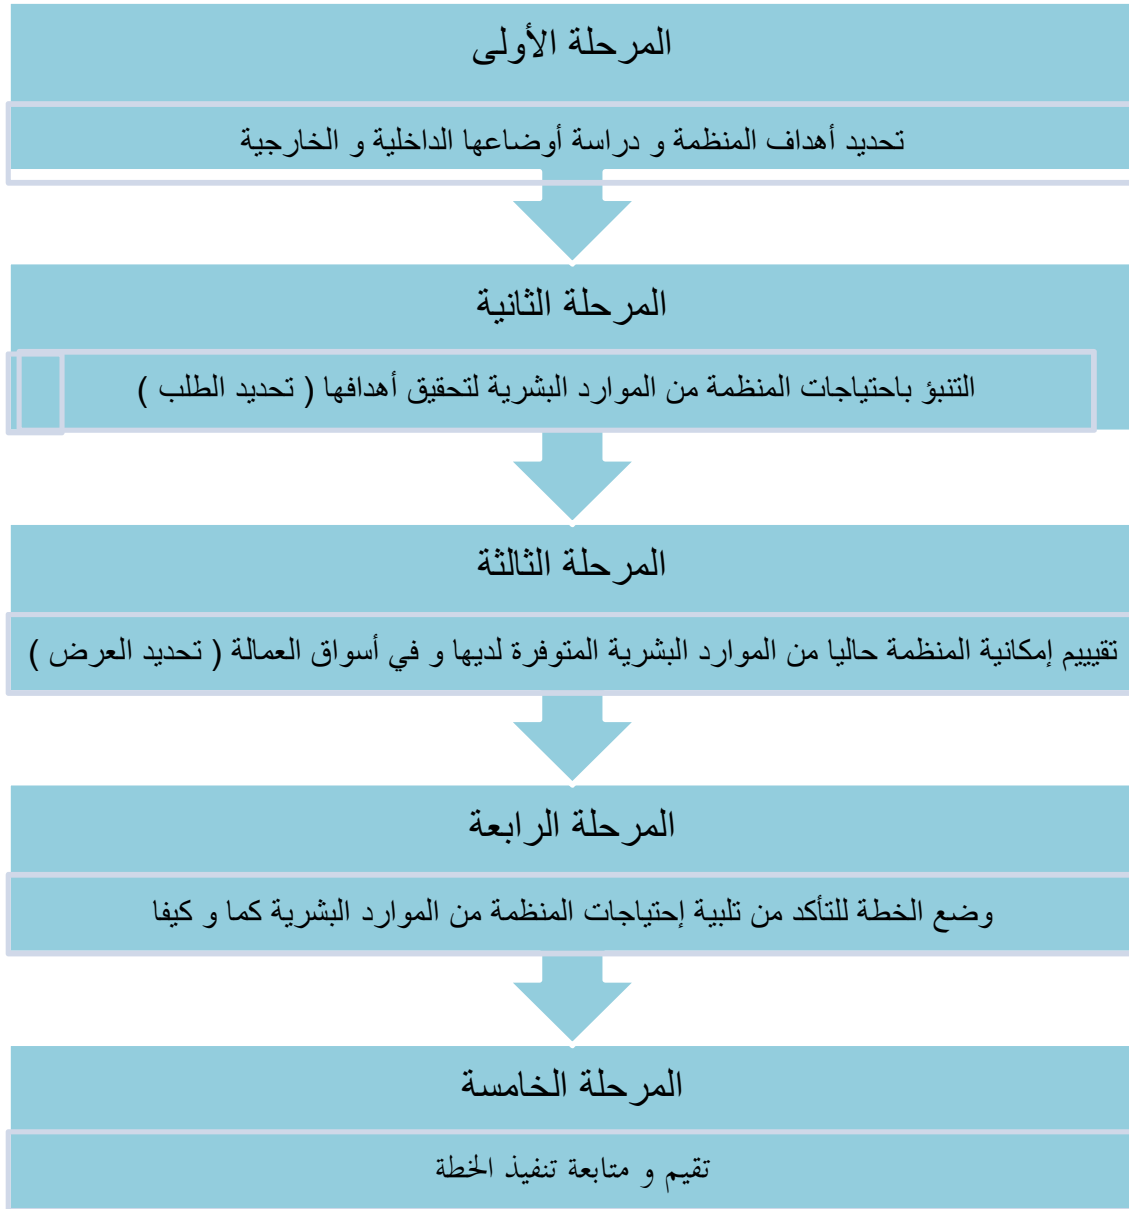 المرحلة الأولى
تحديد أهداف المنظمة و دراسة أوضاعها الداخلية و الخارجية
المرحلة الثانية
التنبؤ باحتياجات المنظمة من الموارد البشرية لتحقيق أهدافها ( تحديد الطلب )
المرحلة الثالثة
تقيييم إمكانية المنظمة حاليا من الموارد البشرية المتوفرة لديها و في أسواق العمالة ( تحديد العرض )
المرحلة الرابعة
وضع الخطة للتأكد من تلبية إحتياجات المنظمة من الموارد البشرية كما و كيفا
المرحلة الخامسة
تقيم و متابعة تنفيذ الخطة